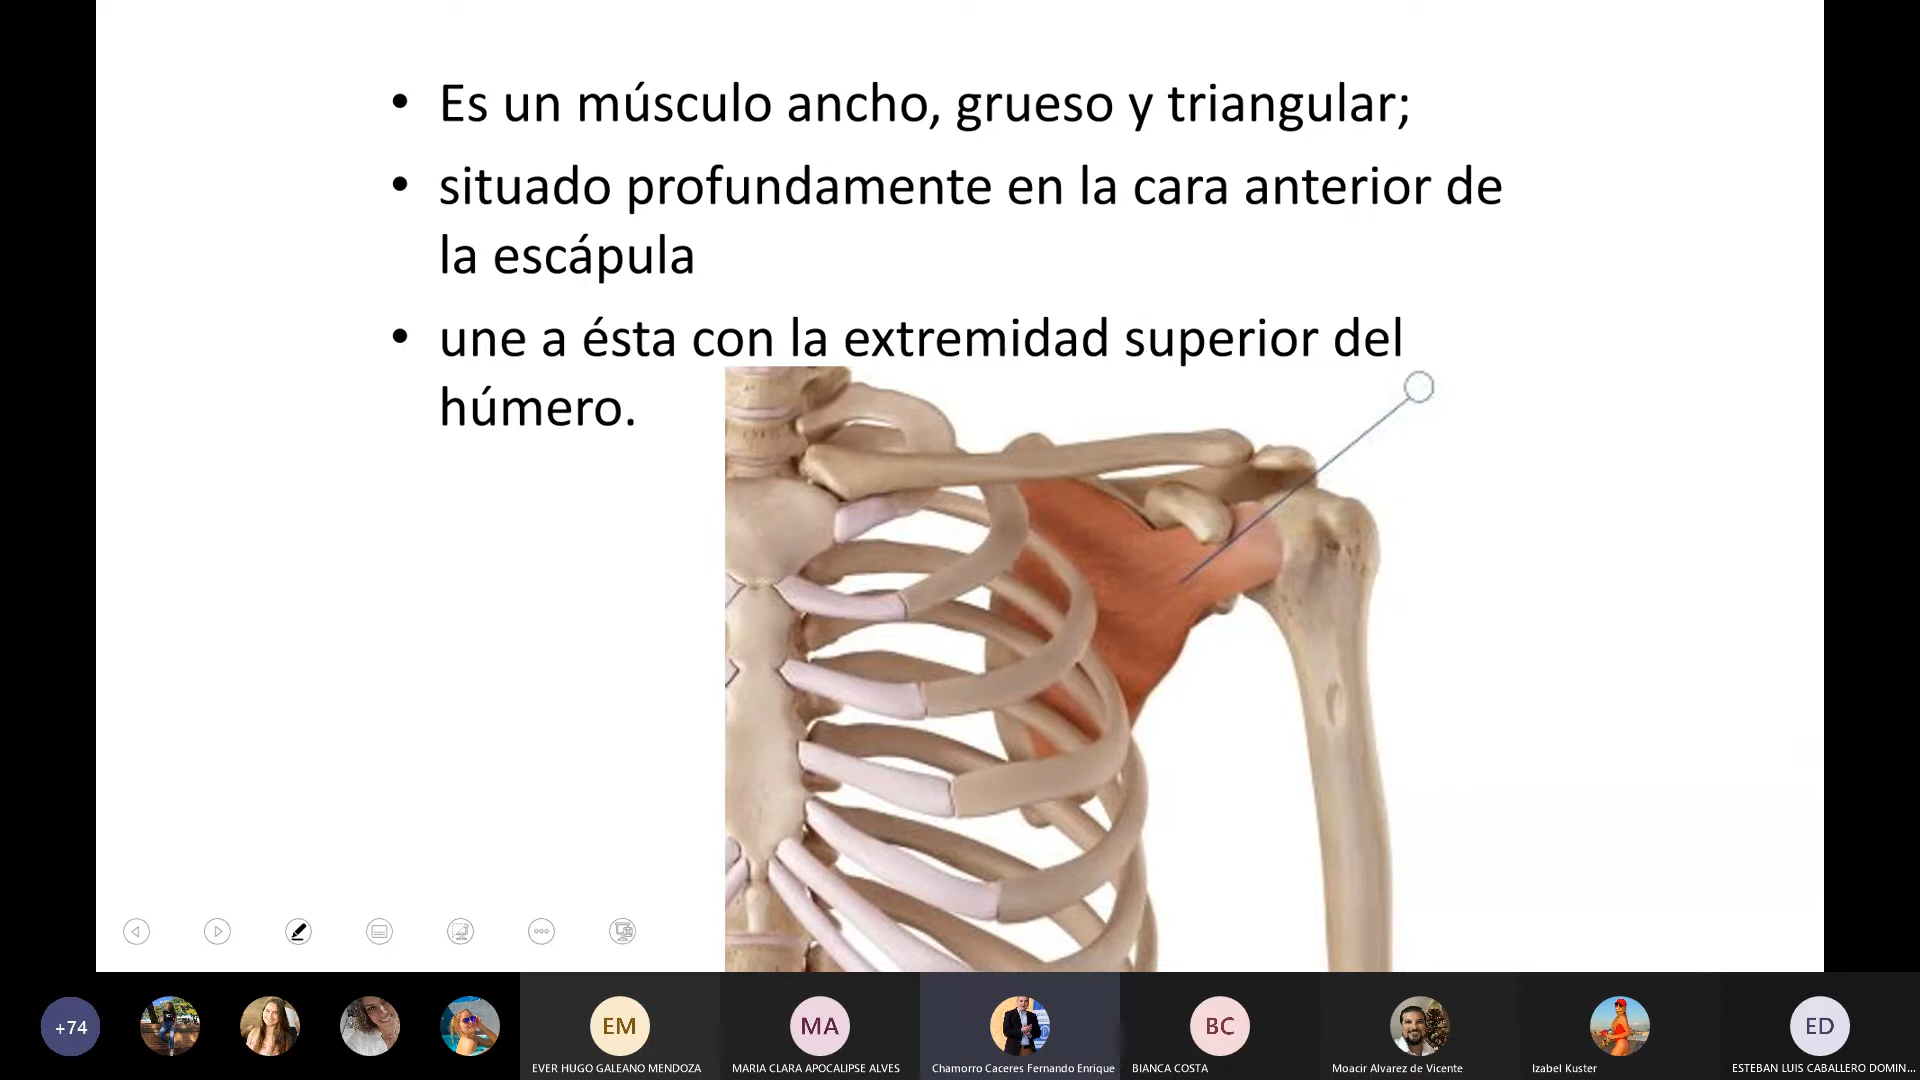 • Es un músculo ancho, grueso y triangular;
• situado profundamente en la cara anterior de
la escápula
• une a ésta con la extremidad superior del
húmero.
+74
EM
MA
BC
ED
EVER HUGO GALEANO MENDOZA
MARIA CLARA APOCALIPSE ALVES
Chamorro Caceres Fernando Enrique
BIANCA COSTA
Moacir Alvarez de Vicente
Izabel Kuster
ESTEBAN LUIS CABALLERO DOMIN...